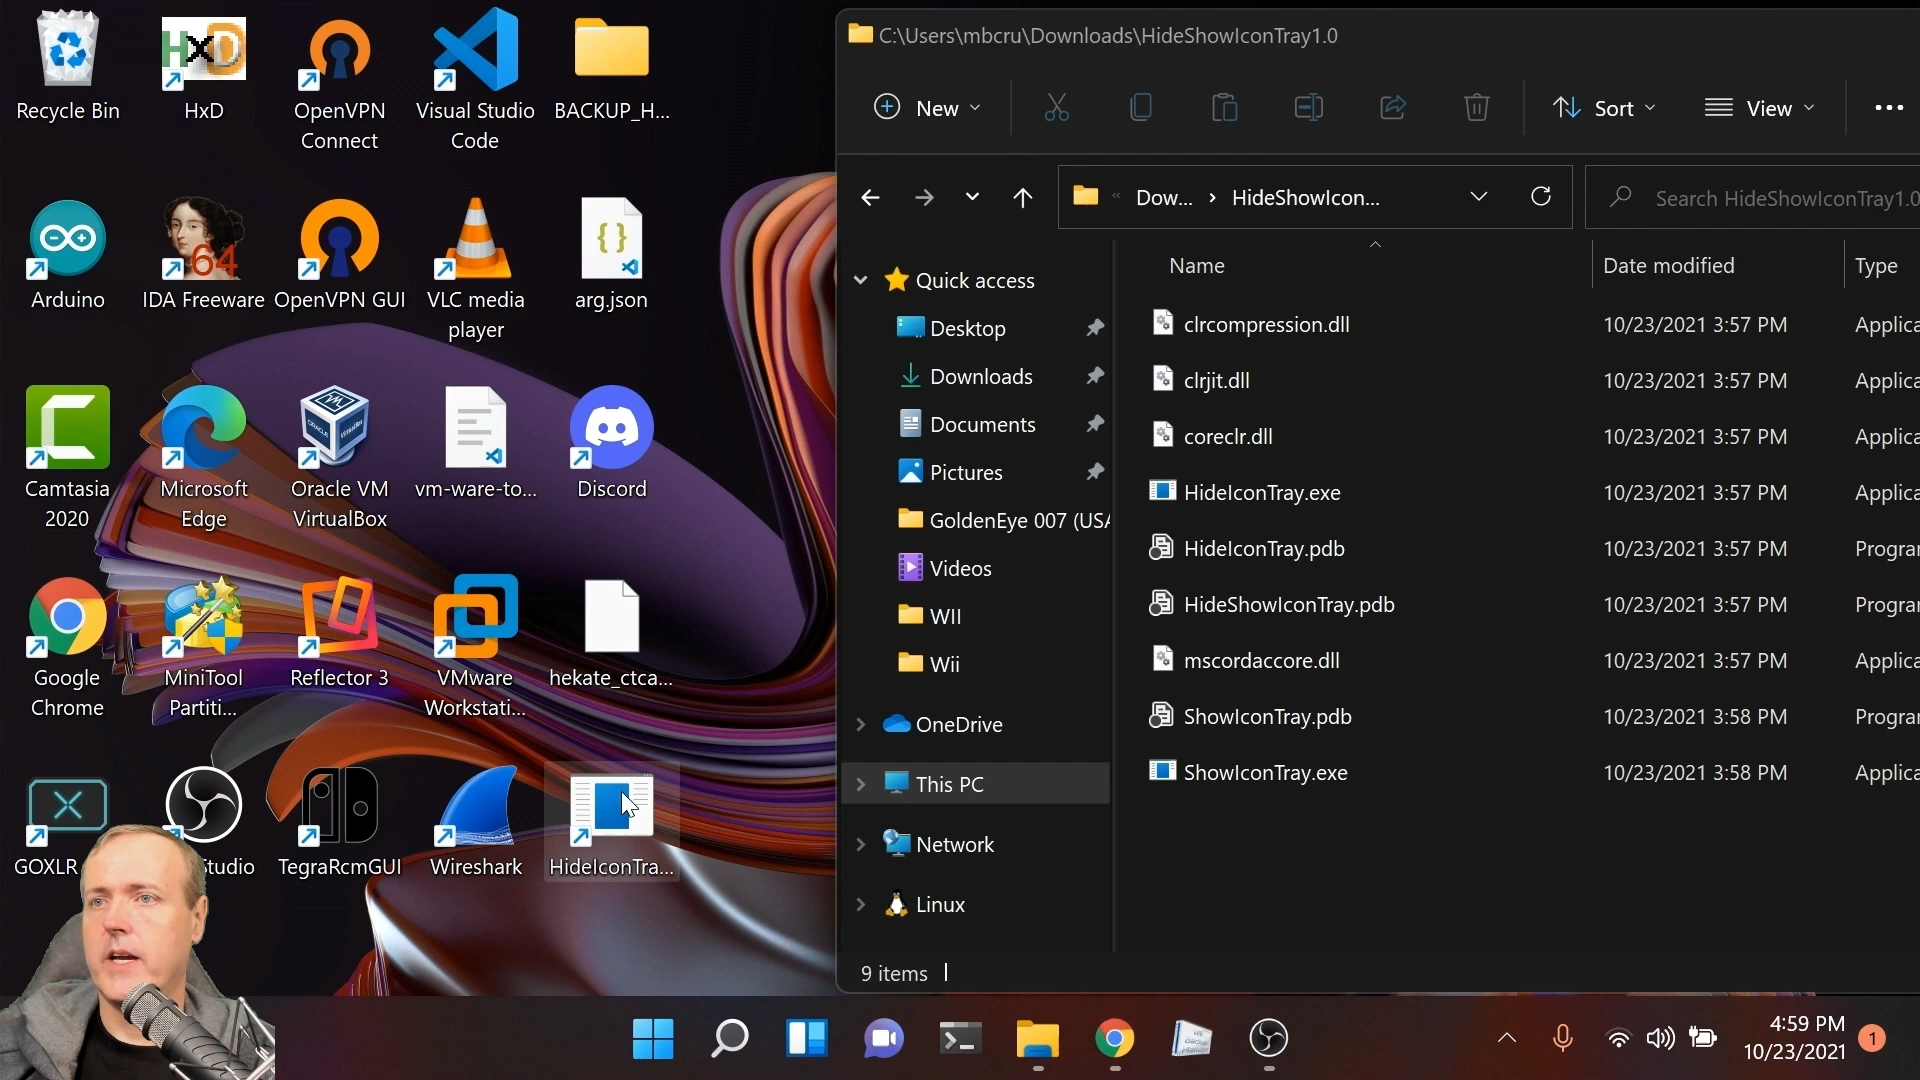 Recycle Bin
HxD
HxD
OpenVPN
Connect
Visual Studio
Code
BACKUP_H...
Arduino
64
IDA Freeware
OpenVPN GUI
VLC media
player
{}
arg.json
Camtasia
2020
Microsoft
Edge
Oracle VM
VirtualBox
vm-ware-to...
Discord
Google
Chrome
MiniTool
Partiti...
Reflector 3
VMware
Workstati...
hekate_ctca...
GOXLR
Studio
TegraRcmGUI
Wireshark
HideIconTra...
C:\Users\mbcru\Downloads\HideShowIconTray1.0
New
Sort
View
Dow... › HideShowIcon...
Search HideShowIconTray1.0
Quick access
Desktop
Downloads
Documents
Pictures
GoldenEye 007 (USA
Videos
WII
Wii
OneDrive
This PC
Network
Linux
Name Date modified Type
clrcompression.dll 10/23/2021 3:57 PM Applica
clrjit.dll 10/23/2021 3:57 PM Applica
coreclr.dll 10/23/2021 3:57 PM Applica
HideIconTray.exe 10/23/2021 3:57 PM Applica
HideIconTray.pdb 10/23/2021 3:57 PM Progra
HideShowIconTray.pdb 10/23/2021 3:57 PM Progra
mscordaccore.dll 10/23/2021 3:57 PM Applica
ShowIconTray.pdb 10/23/2021 3:58 PM Progra
ShowIconTray.exe 10/23/2021 3:58 PM Applica
9 items
4:59 PM
10/23/2021
1